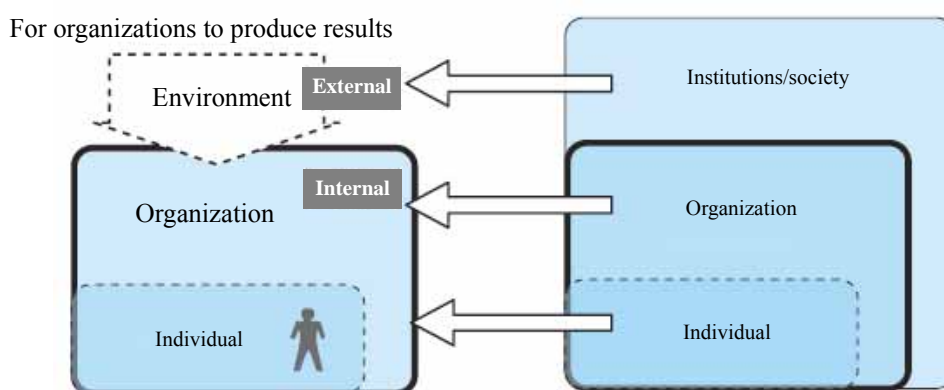 For organizations to produce results
Environment
External
Institutions/society
Internal
Organization
Organization
Individual
Individual